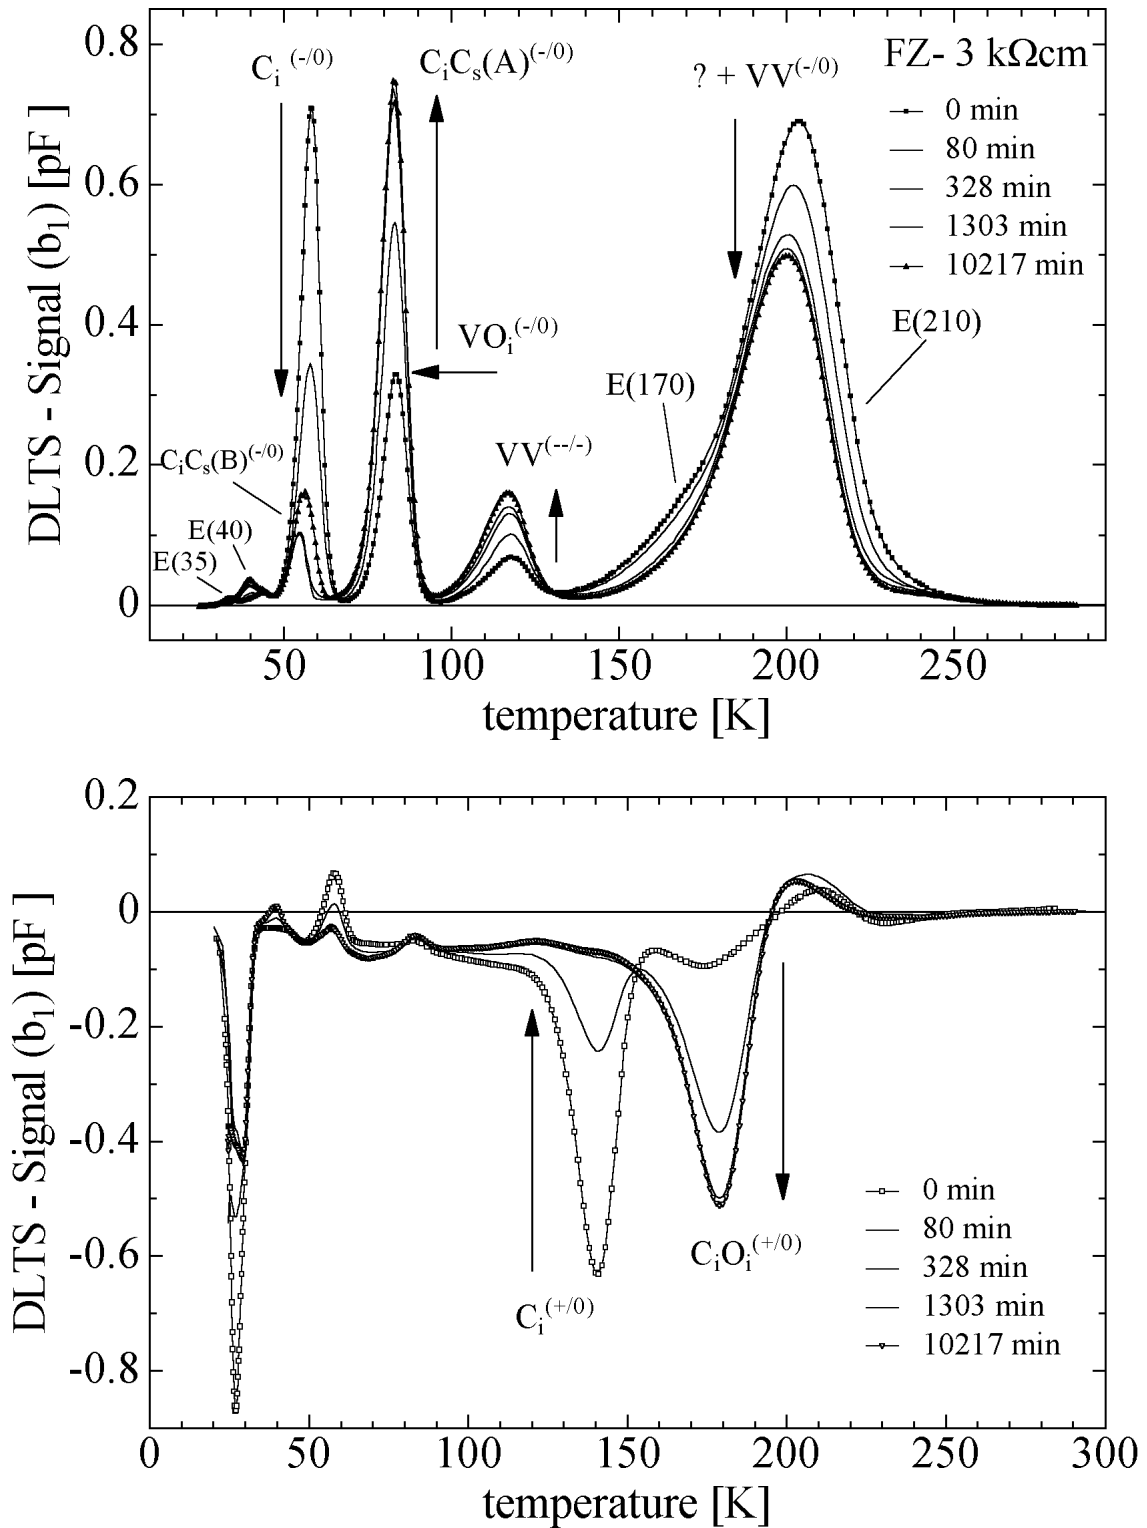 0.8
0.6
0.4
0.2
0
DLTS - Signal (b₁) [pF ]
C_i ^(-/0)
C_iC_s(A)^(-/0)
? + VV^(-/0)
FZ- 3 kΩcm
0 min
80 min
328 min
1303 min
10217 min
VO_i^(-/0)
E(210)
E(170)
C_iC_s(B)^(-/0)
VV^(--/-)
E(40)
E(35)
50 100 150 200 250
temperature [K]
0.2
0
-0.2
-0.4
-0.6
-0.8
DLTS - Signal (b₁) [pF ]
C_i^(+/0)
C_iO_i^(+/0)
0 min
80 min
328 min
1303 min
10217 min
0 50 100 150 200 250 300
temperature [K]